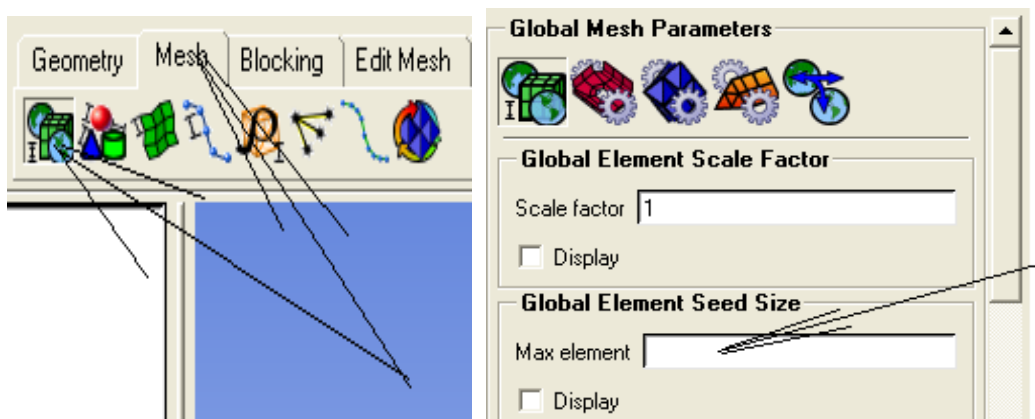 Geometry Mesh Blocking Edit Mesh
Global Mesh Parameters
Global Element Scale Factor
Scale factor 1
Display
Global Element Seed Size
Max element
Display